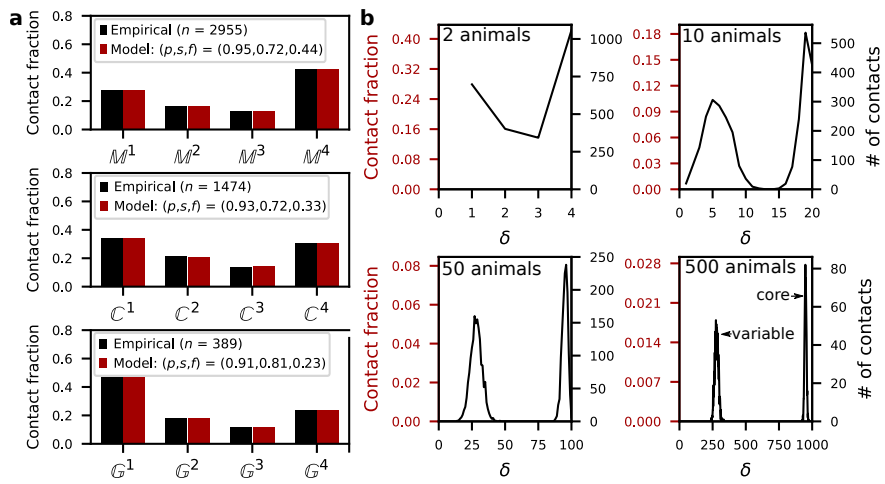 a
Contact fraction
0.8
0.6
0.4
0.2
0.0
Empirical (n = 2955)
Model: (p,s,f) = (0.95,0.72,0.44)
𝕄1 𝕄2 𝕄3 𝕄4
Contact fraction
0.8
0.6
0.4
0.2
0.0
Empirical (n = 1474)
Model: (p,s,f) = (0.93,0.72,0.33)
ℂ1 ℂ2 ℂ3 ℂ4
Contact fraction
0.8
0.6
0.4
0.2
0.0
Empirical (n = 389)
Model: (p,s,f) = (0.91,0.81,0.23)
𝔾1 𝔾2 𝔾3 𝔾4
b
2 animals
Contact fraction
0.40
0.32
0.24
0.16
0.08
0.00
1000
750
500
250
0
0 1 2 3 4
δ
10 animals
0.18
0.15
0.12
0.09
0.06
0.03
0.00
# of contacts
500
400
300
200
100
0
0 5 10 15 20
δ
50 animals
Contact fraction
0.08
0.06
0.04
0.02
0.00
250
200
150
100
50
0
0 25 50 75 100
δ
500 animals
core
variable
0.028
0.021
0.014
0.007
0.000
# of contacts
80
60
40
20
0
0 250 500 750 1000
δ